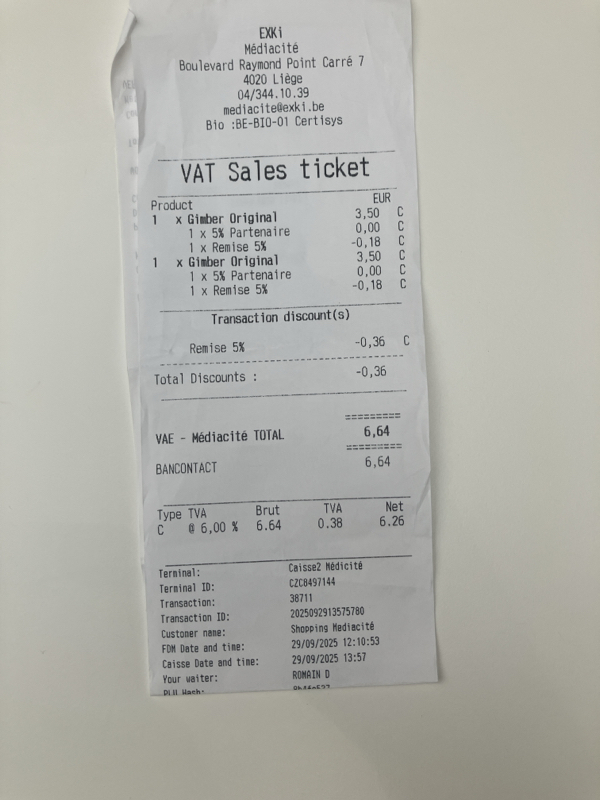 EXKi
Médiacité
Boulevard Raymond Point Carré 7
4020 Liège
04/344.10.39
mediacite@exki.be
Bio :BE-BIO-01 Certisys
VAT Sales ticket
Product EUR
1 x Gimber Original 3,50 C
1 x 5% Partenaire 0,00 C
1 x Remise 5% -0,18 C
1 x Gimber Original 3,50 C
1 x 5% Partenaire 0,00 C
1 x Remise 5% -0,18 C
Transaction discount(s)
Remise 5% -0,36 C
Total Discounts : -0,36
=========
VAE - Médiacité TOTAL 6,64
=========
BANCONTACT 6,64
Type TVA Brut TVA Net
C @ 6,00 % 6.64 0.38 6.26
Terminal: Caisse2 Médicité
Terminal ID: CZC8497144
Transaction: 38711
Transaction ID: 2025092913575780
Customer name: Shopping Mediacité
FDM Date and time: 29/09/2025 12:10:53
Caisse Date and time: 29/09/2025 13:57
Your waiter: ROMAIN D
PLU Hash: